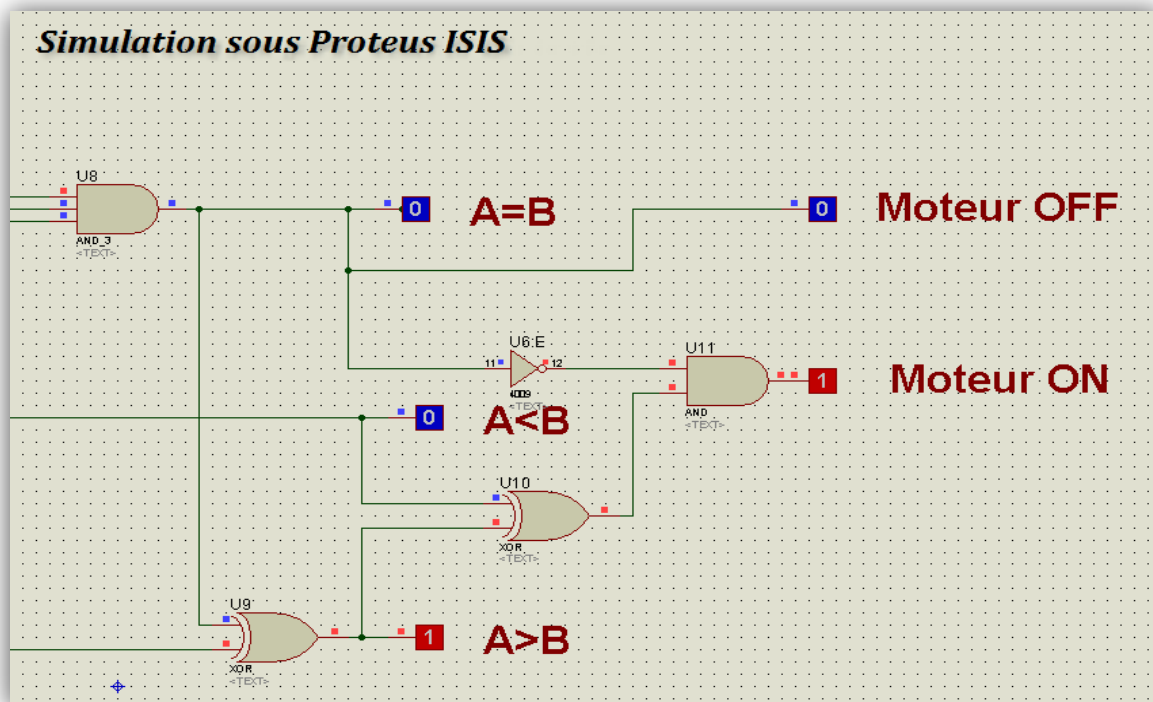 Simulation sous Proteus ISIS
U8
0
A=B
0
Moteur OFF
AND_3
<TEXT>
U6:E
11
12
U11
1
Moteur ON
4009
<TEXT>
AND
<TEXT>
0
A<B
U10
XOR
<TEXT>
U9
1
A>B
XOR
<TEXT>